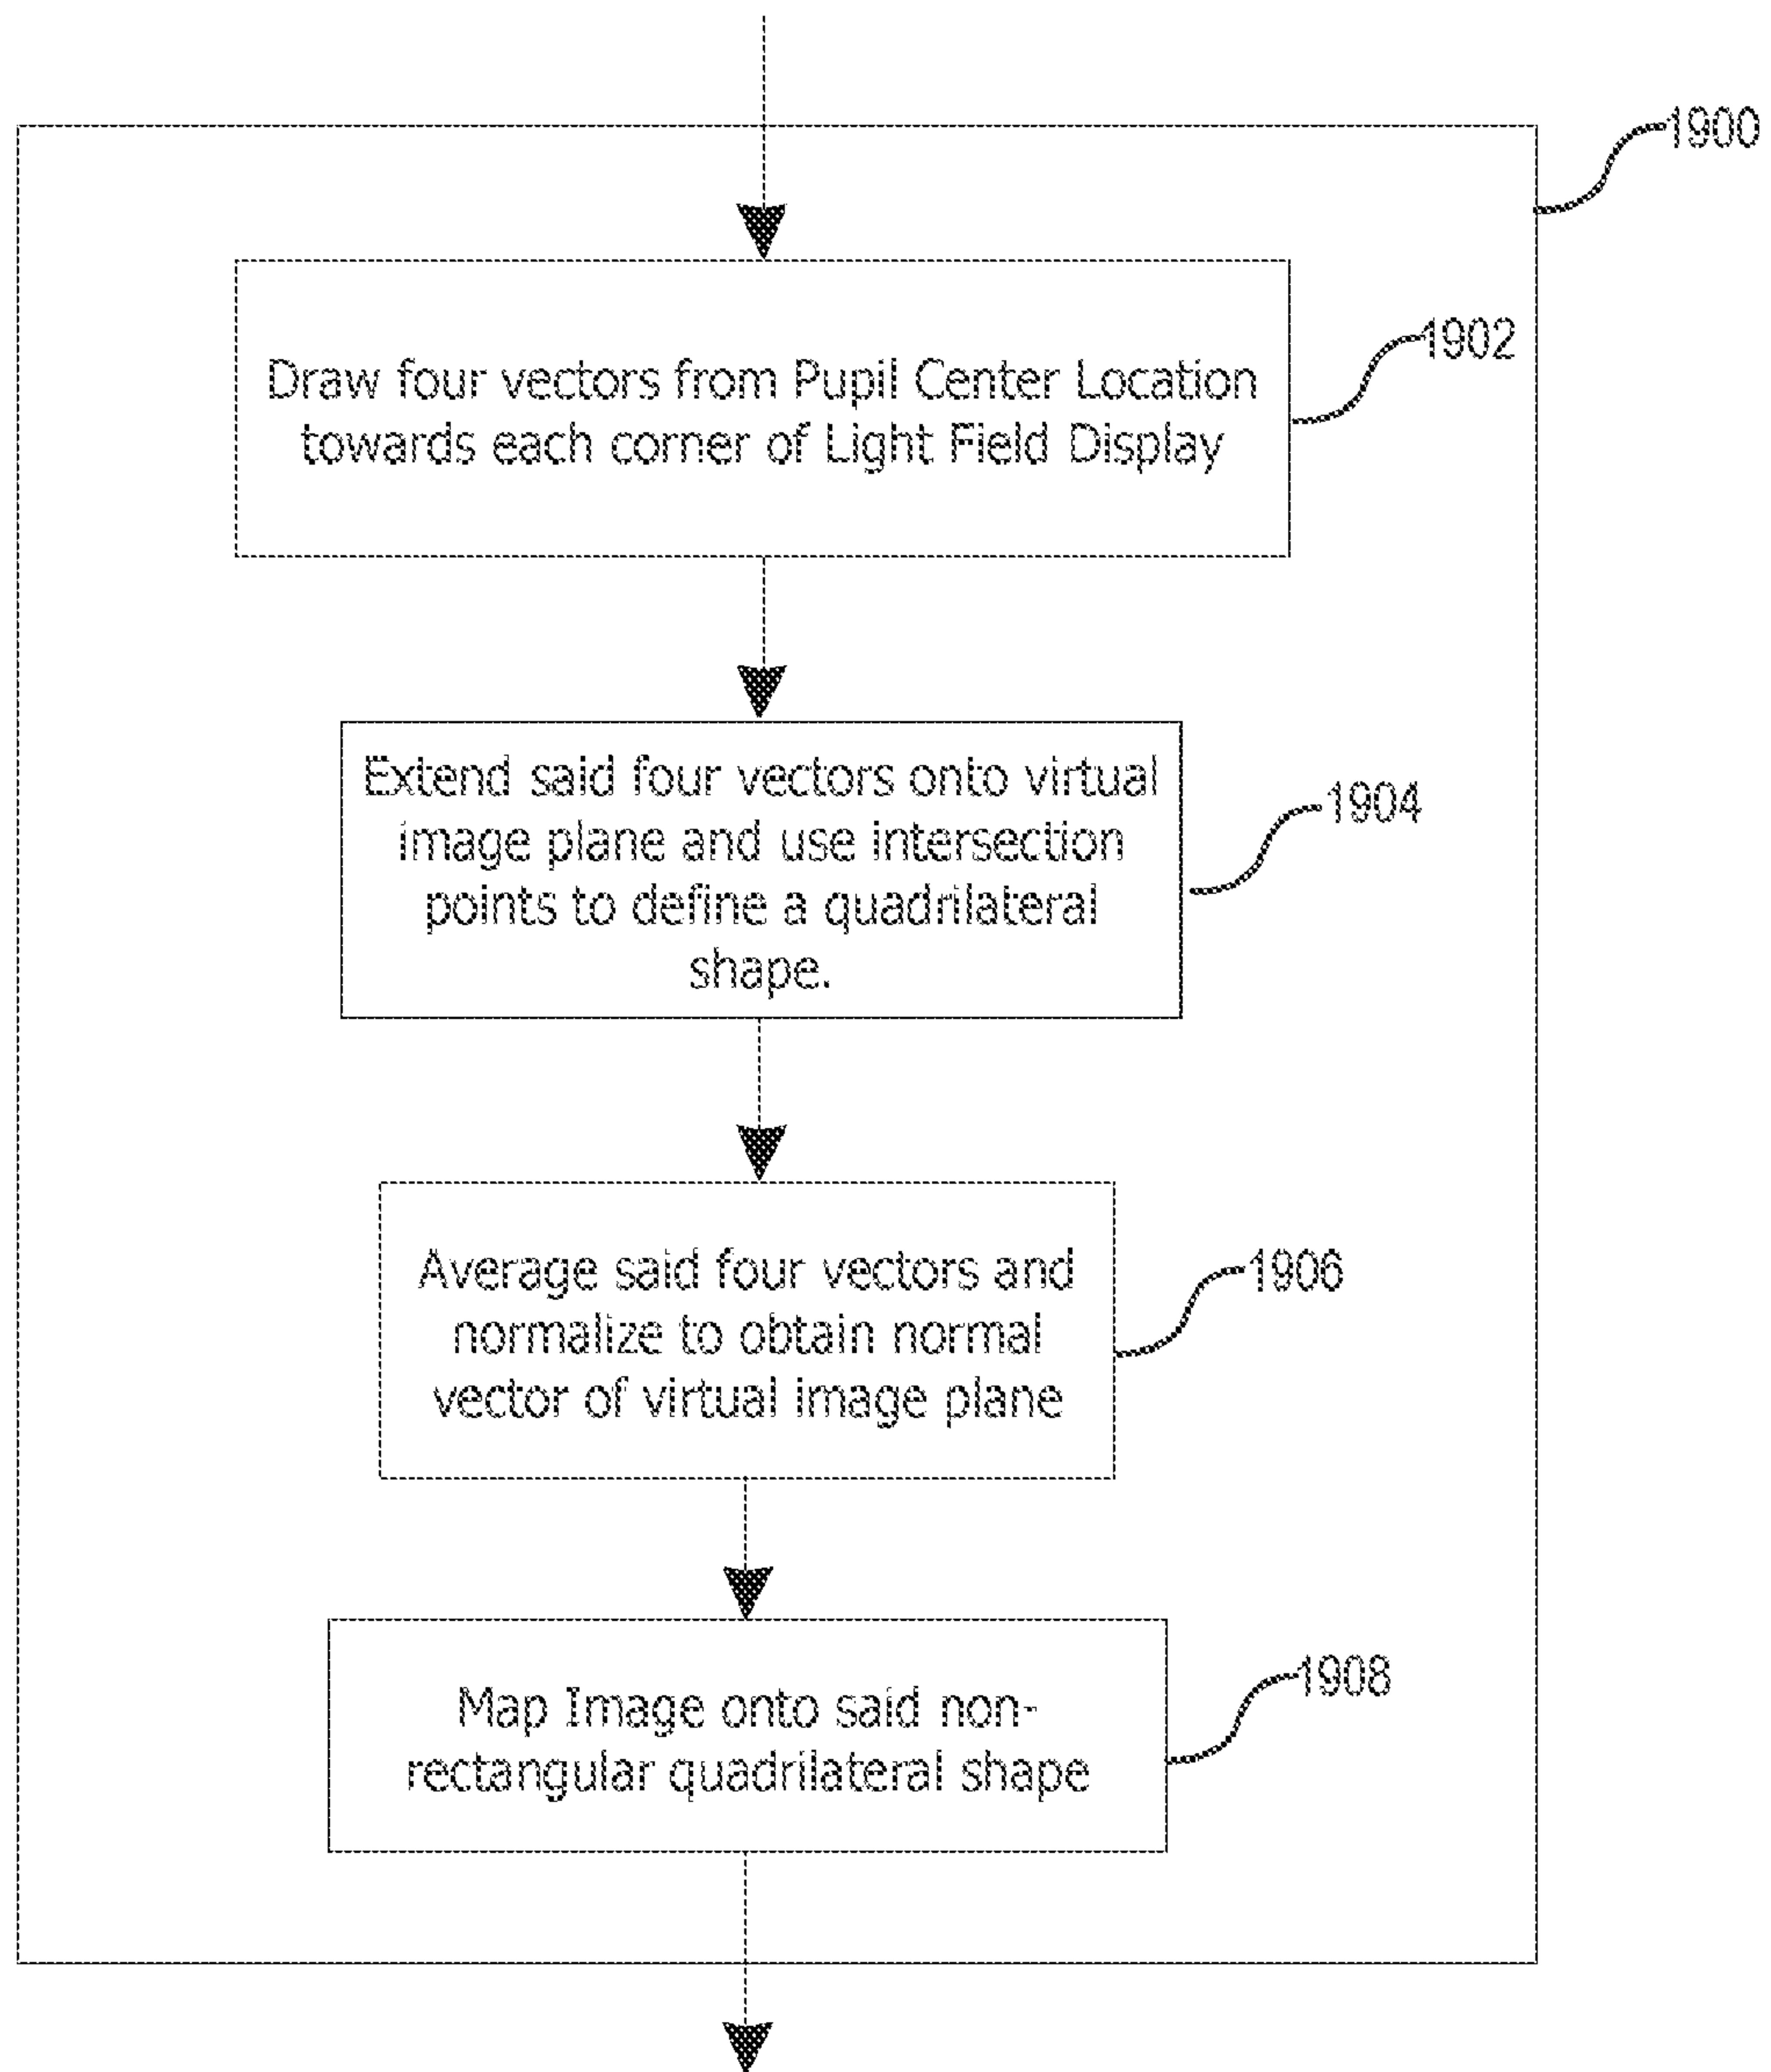 1900
Draw four vectors from Pupil Center Location
towards each corner of Light Field Display
1902
Extend said four vectors onto virtual
image plane and use intersection
points to define a quadrilateral
shape.
1904
Average said four vectors and
normalize to obtain normal
vector of virtual image plane
1906
Map Image onto said non-
rectangular quadrilateral shape
1908